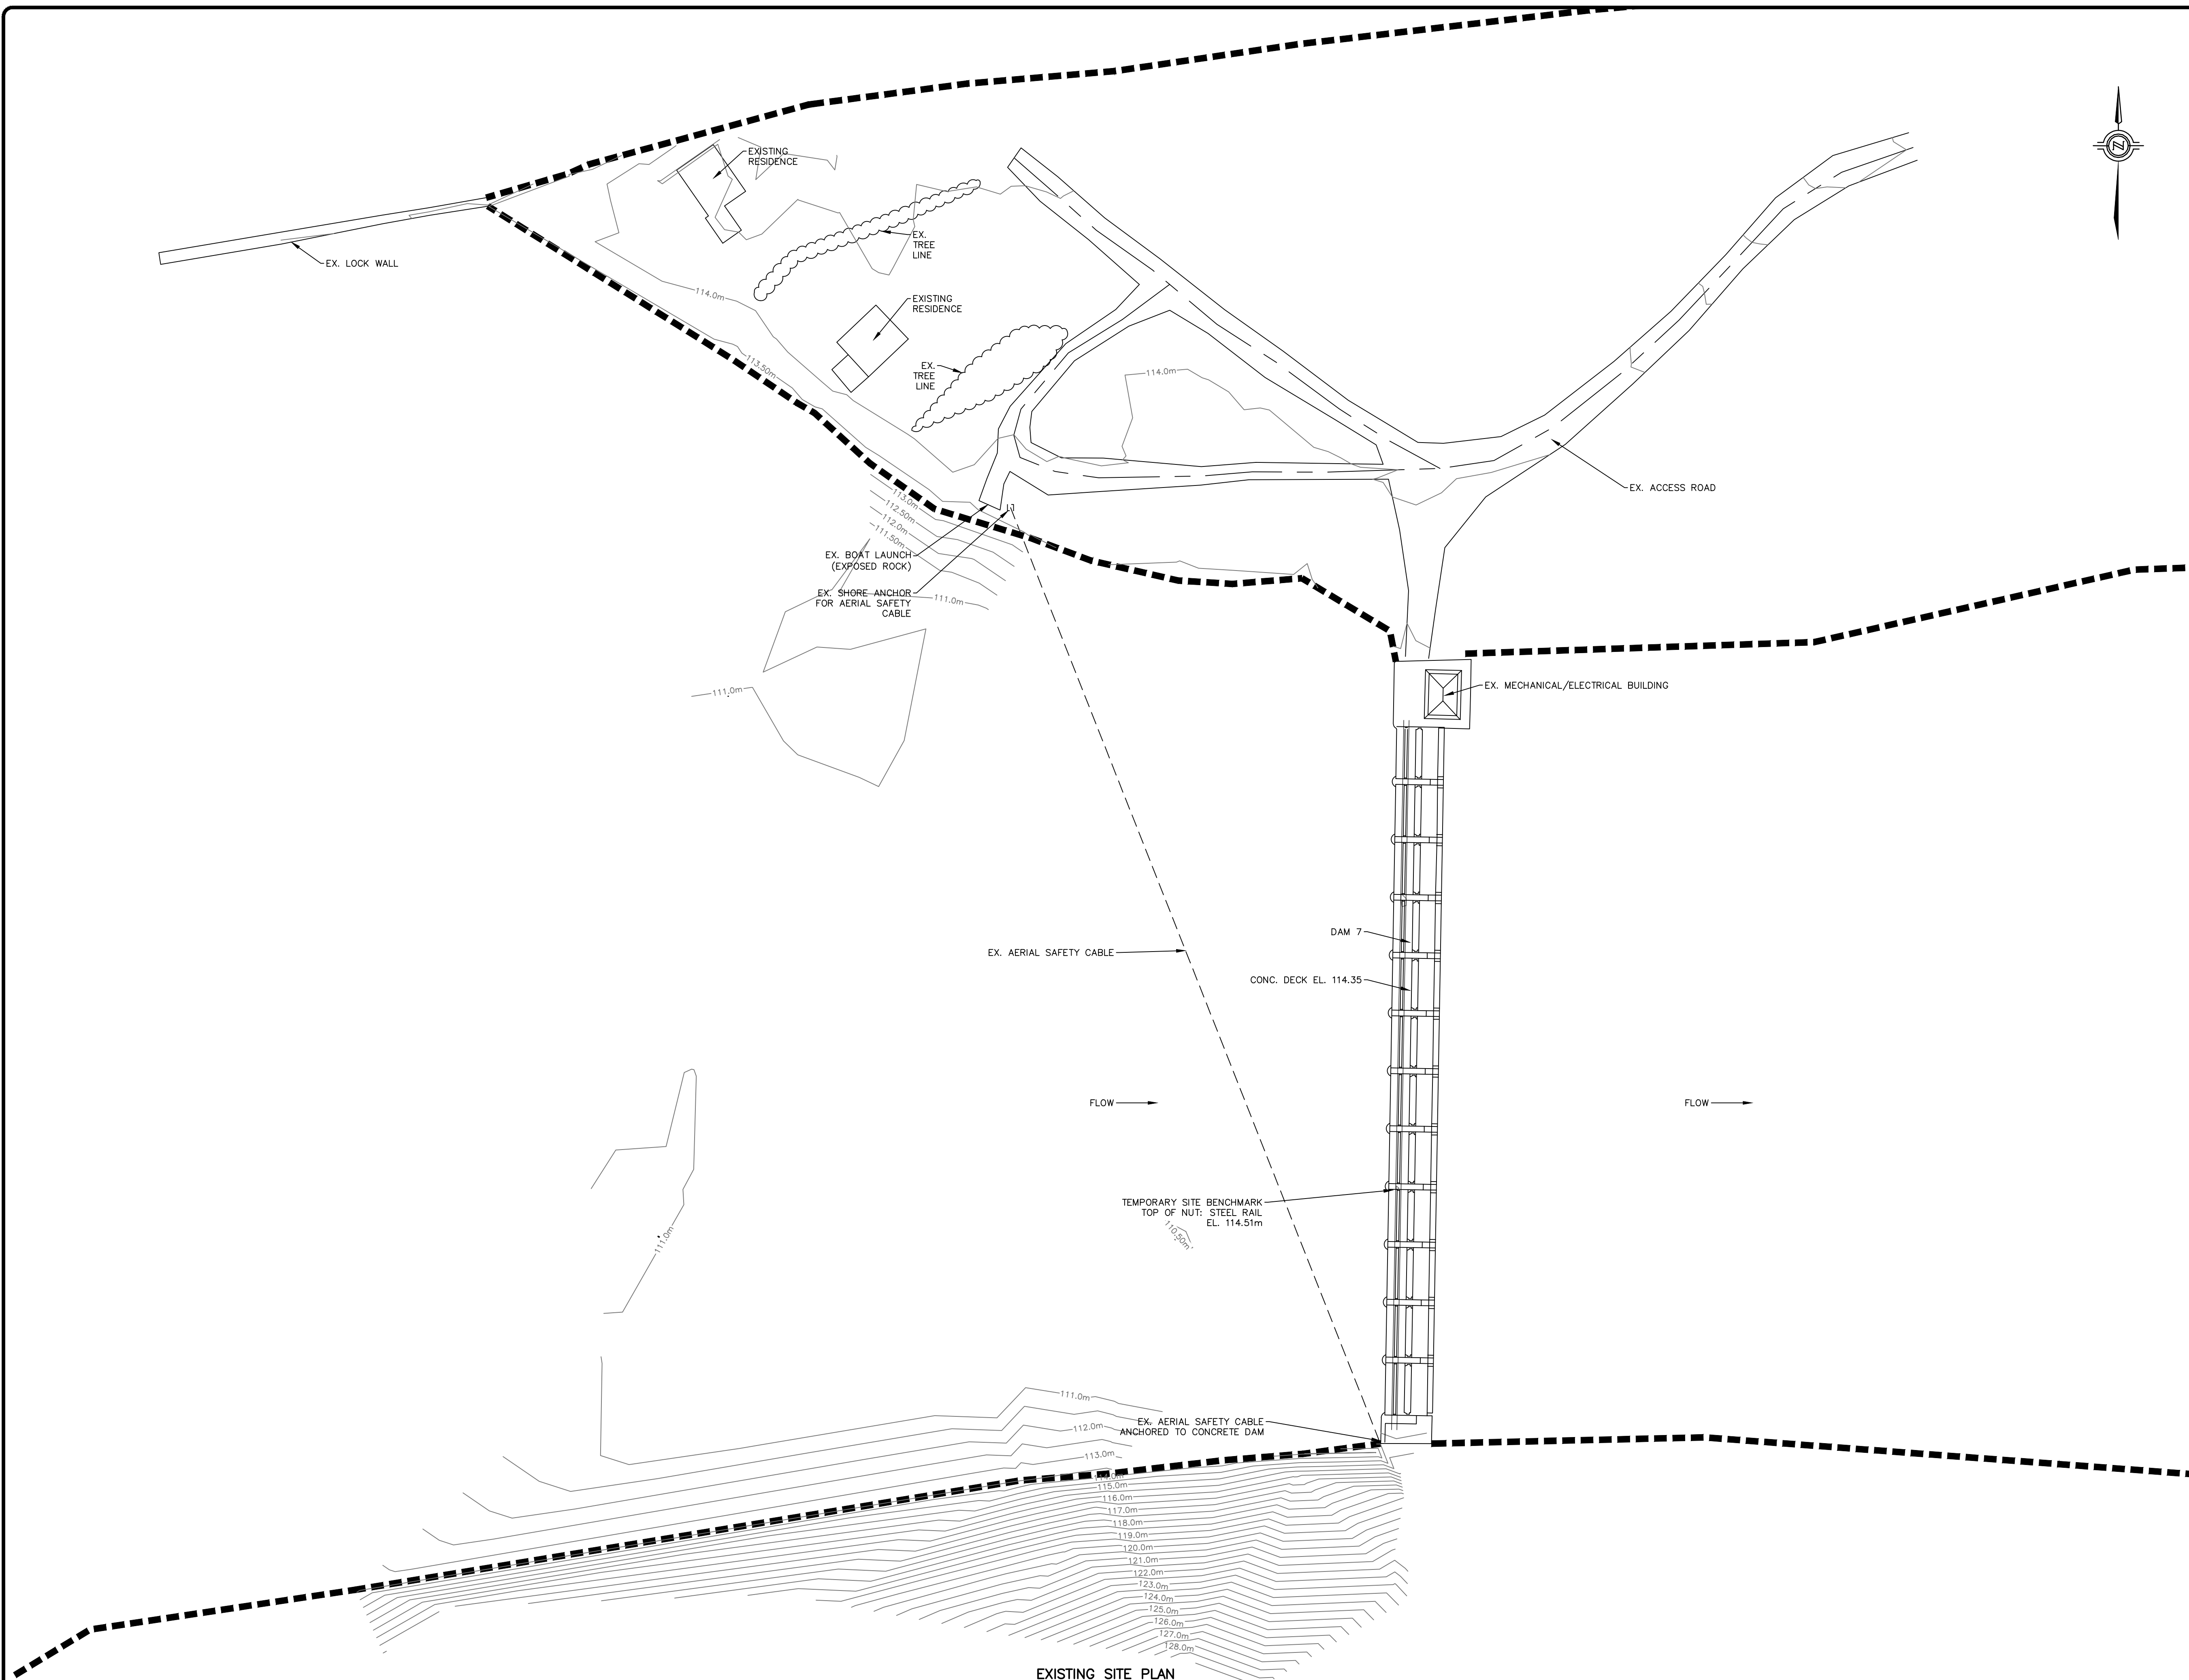 EXISTING
RESIDENCE
EX.
TREE
LINE
EX. LOCK WALL
114.0m
EXISTING
RESIDENCE
113.50m
EX.
TREE
LINE
114.0m
N
EX. ACCESS ROAD
113.0m
112.50m
112.0m
111.50m
EX. BOAT LAUNCH
(EXPOSED ROCK)
EX. SHORE ANCHOR
FOR AERIAL SAFETY
CABLE
111.0m
111.0m
EX. MECHANICAL/ELECTRICAL BUILDING
DAM 7
EX. AERIAL SAFETY CABLE
CONC. DECK EL. 114.35
FLOW
FLOW
TEMPORARY SITE BENCHMARK
TOP OF NUT: STEEL RAIL
EL. 114.51m
110.50m
111.0m
111.0m
112.0m
EX. AERIAL SAFETY CABLE
ANCHORED TO CONCRETE DAM
113.0m
114.0m
115.0m
116.0m
117.0m
118.0m
119.0m
120.0m
121.0m
122.0m
123.0m
124.0m
125.0m
126.0m
127.0m
128.0m
EXISTING SITE PLAN